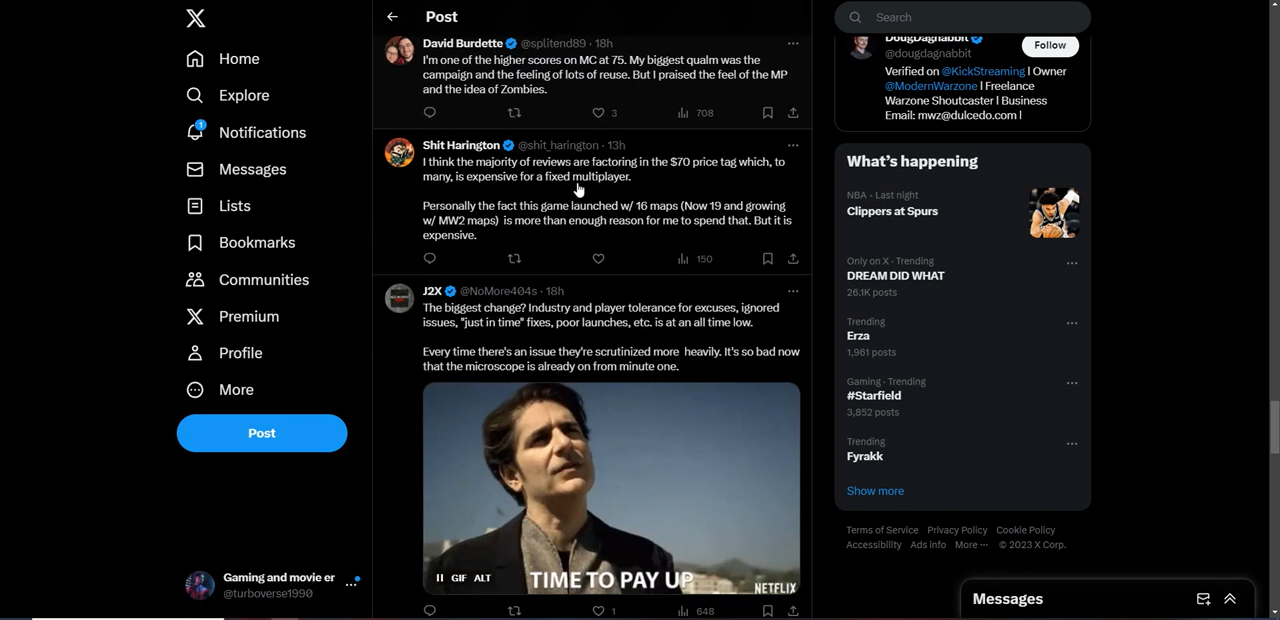 Home
Explore
1
Notifications
Messages
Lists
Bookmarks
Communities
Premium
Profile
More
Post
Gaming and movie er
@turboverse1990
Post
David Burdette @splitend89 · 18h
I'm one of the higher scores on MC at 75. My biggest qualm was the
campaign and the feeling of lots of reuse. But I praised the feel of the MP
and the idea of Zombies.
3
708
Shit Harington @shit_harington · 13h
I think the majority of reviews are factoring in the $70 price tag which, to
many, is expensive for a fixed multiplayer.
Personally the fact this game launched w/ 16 maps (Now 19 and growing
w/ MW2 maps) is more than enough reason for me to spend that. But it is
expensive.
150
J2X @NoMore404s · 18h
The biggest change? Industry and player tolerance for excuses, ignored
issues, "just in time" fixes, poor launches, etc. is at an all time low.
Every time there's an issue they're scrutinized more heavily. It's so bad now
that the microscope is already on from minute one.
GIF ALT
TIME TO PAY UP
NETFLIX
1
648
Search
DougDagnabbit
@dougdagnabbit
Follow
Verified on @KickStreaming | Owner
@ModernWarzone | Freelance
Warzone Shoutcaster | Business
Email: mwz@dulcedo.com |
What's happening
NBA · Last night
Clippers at Spurs
Only on X · Trending
DREAM DID WHAT
26.1K posts
Trending
Erza
1,961 posts
Gaming · Trending
#Starfield
3,852 posts
Trending
Fyrakk
Show more
Terms of Service Privacy Policy Cookie Policy
Accessibility Ads info More ··· © 2023 X Corp.
Messages